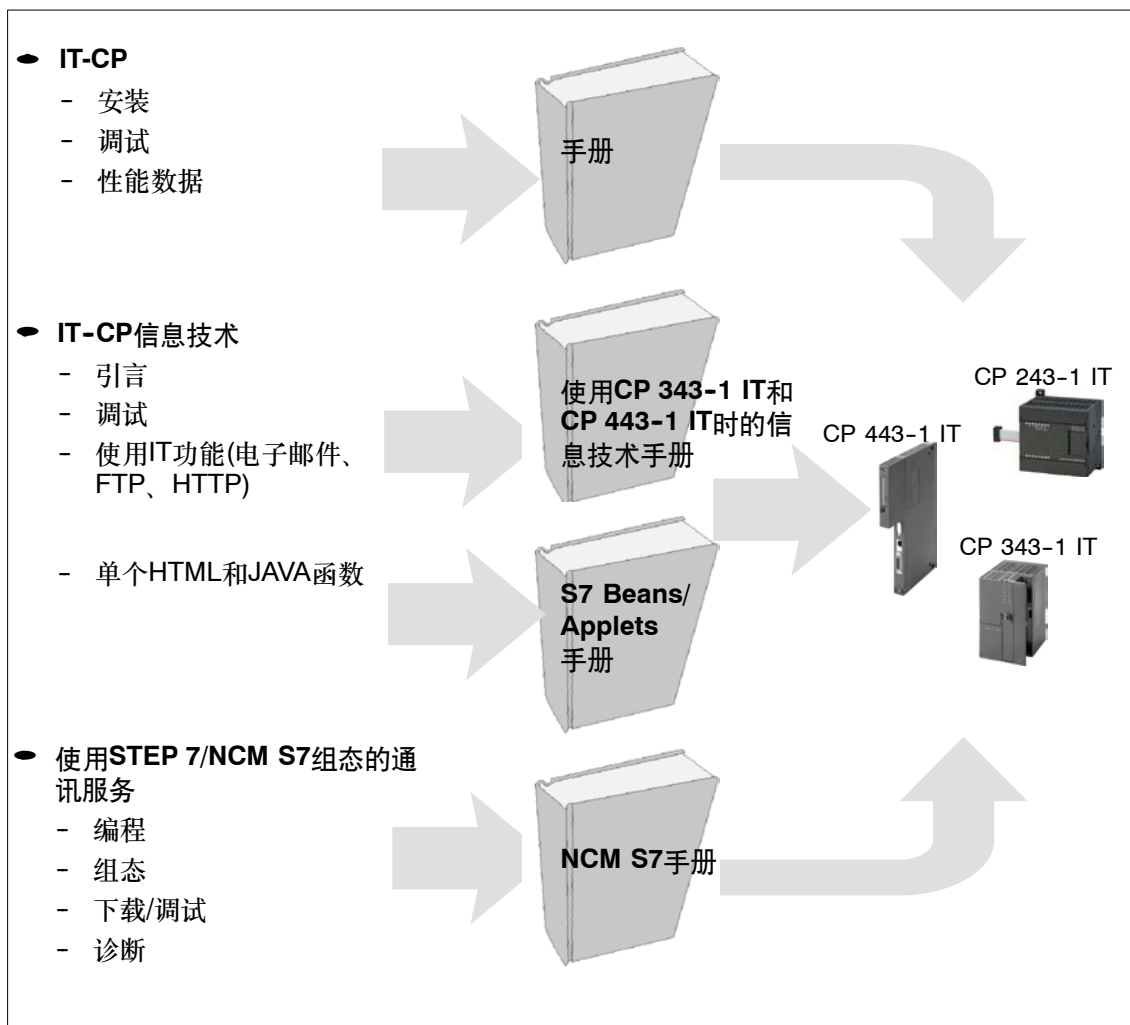 IT-CP
- 安装
- 调试
- 性能数据
手册
IT-CP信息技术
- 引言
- 调试
- 使用IT功能(电子邮件、
FTP、HTTP)
- 单个HTML和JAVA函数
使用CP 343-1 IT和
CP 443-1 IT时的信
息技术手册
S7 Beans/
Applets
手册
CP 243-1 IT
CP 443-1 IT
CP 343-1 IT
使用STEP 7/NCM S7组态的通
讯服务
- 编程
- 组态
- 下载/调试
- 诊断
NCM S7手册